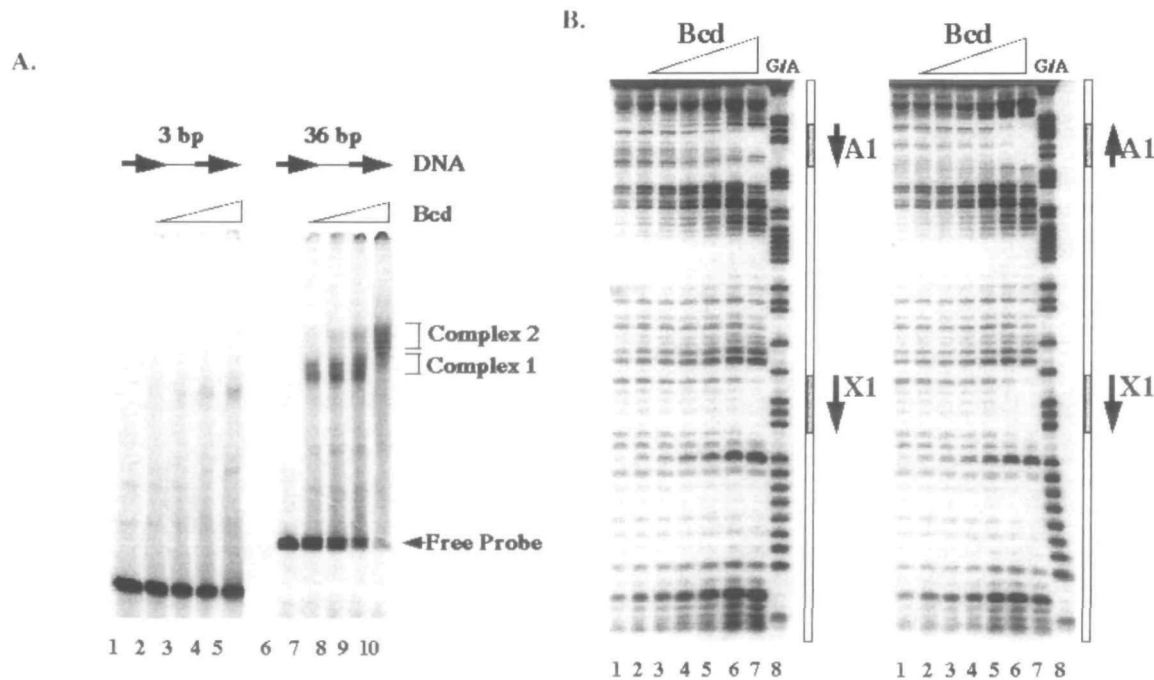 A.
3 bp 36 bp
DNA
Bcd
Complex 2
Complex 1
Free Probe
1 2 3 4 5 6 7 8 9 10
B.
Bcd G/A Bcd G/A
A1 A1
X1 X1
1 2 3 4 5 6 7 8 1 2 3 4 5 6 7 8